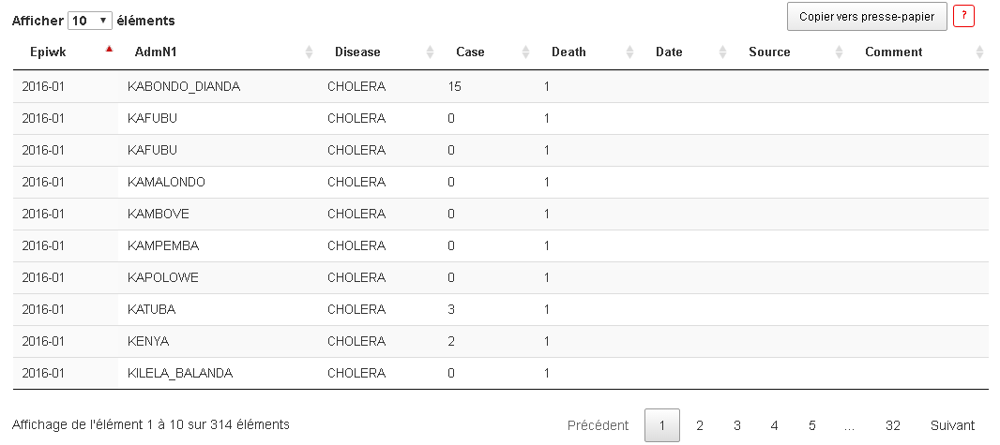 Afficher 10 éléments
Copier vers presse-papier ?
Epiwk AdmN1 Disease Case Death Date Source Comment
2016-01 KABONDO_DIANDA CHOLERA 15 1
2016-01 KAFUBU CHOLERA 0 1
2016-01 KAFUBU CHOLERA 0 1
2016-01 KAMALONDO CHOLERA 0 1
2016-01 KAMBOVE CHOLERA 0 1
2016-01 KAMPEMBA CHOLERA 0 1
2016-01 KAPOLOWE CHOLERA 0 1
2016-01 KATUBA CHOLERA 3 1
2016-01 KENYA CHOLERA 2 1
2016-01 KILELA_BALANDA CHOLERA 0 1
Affichage de l'élément 1 à 10 sur 314 éléments
Précédent 1 2 3 4 5 ... 32 Suivant